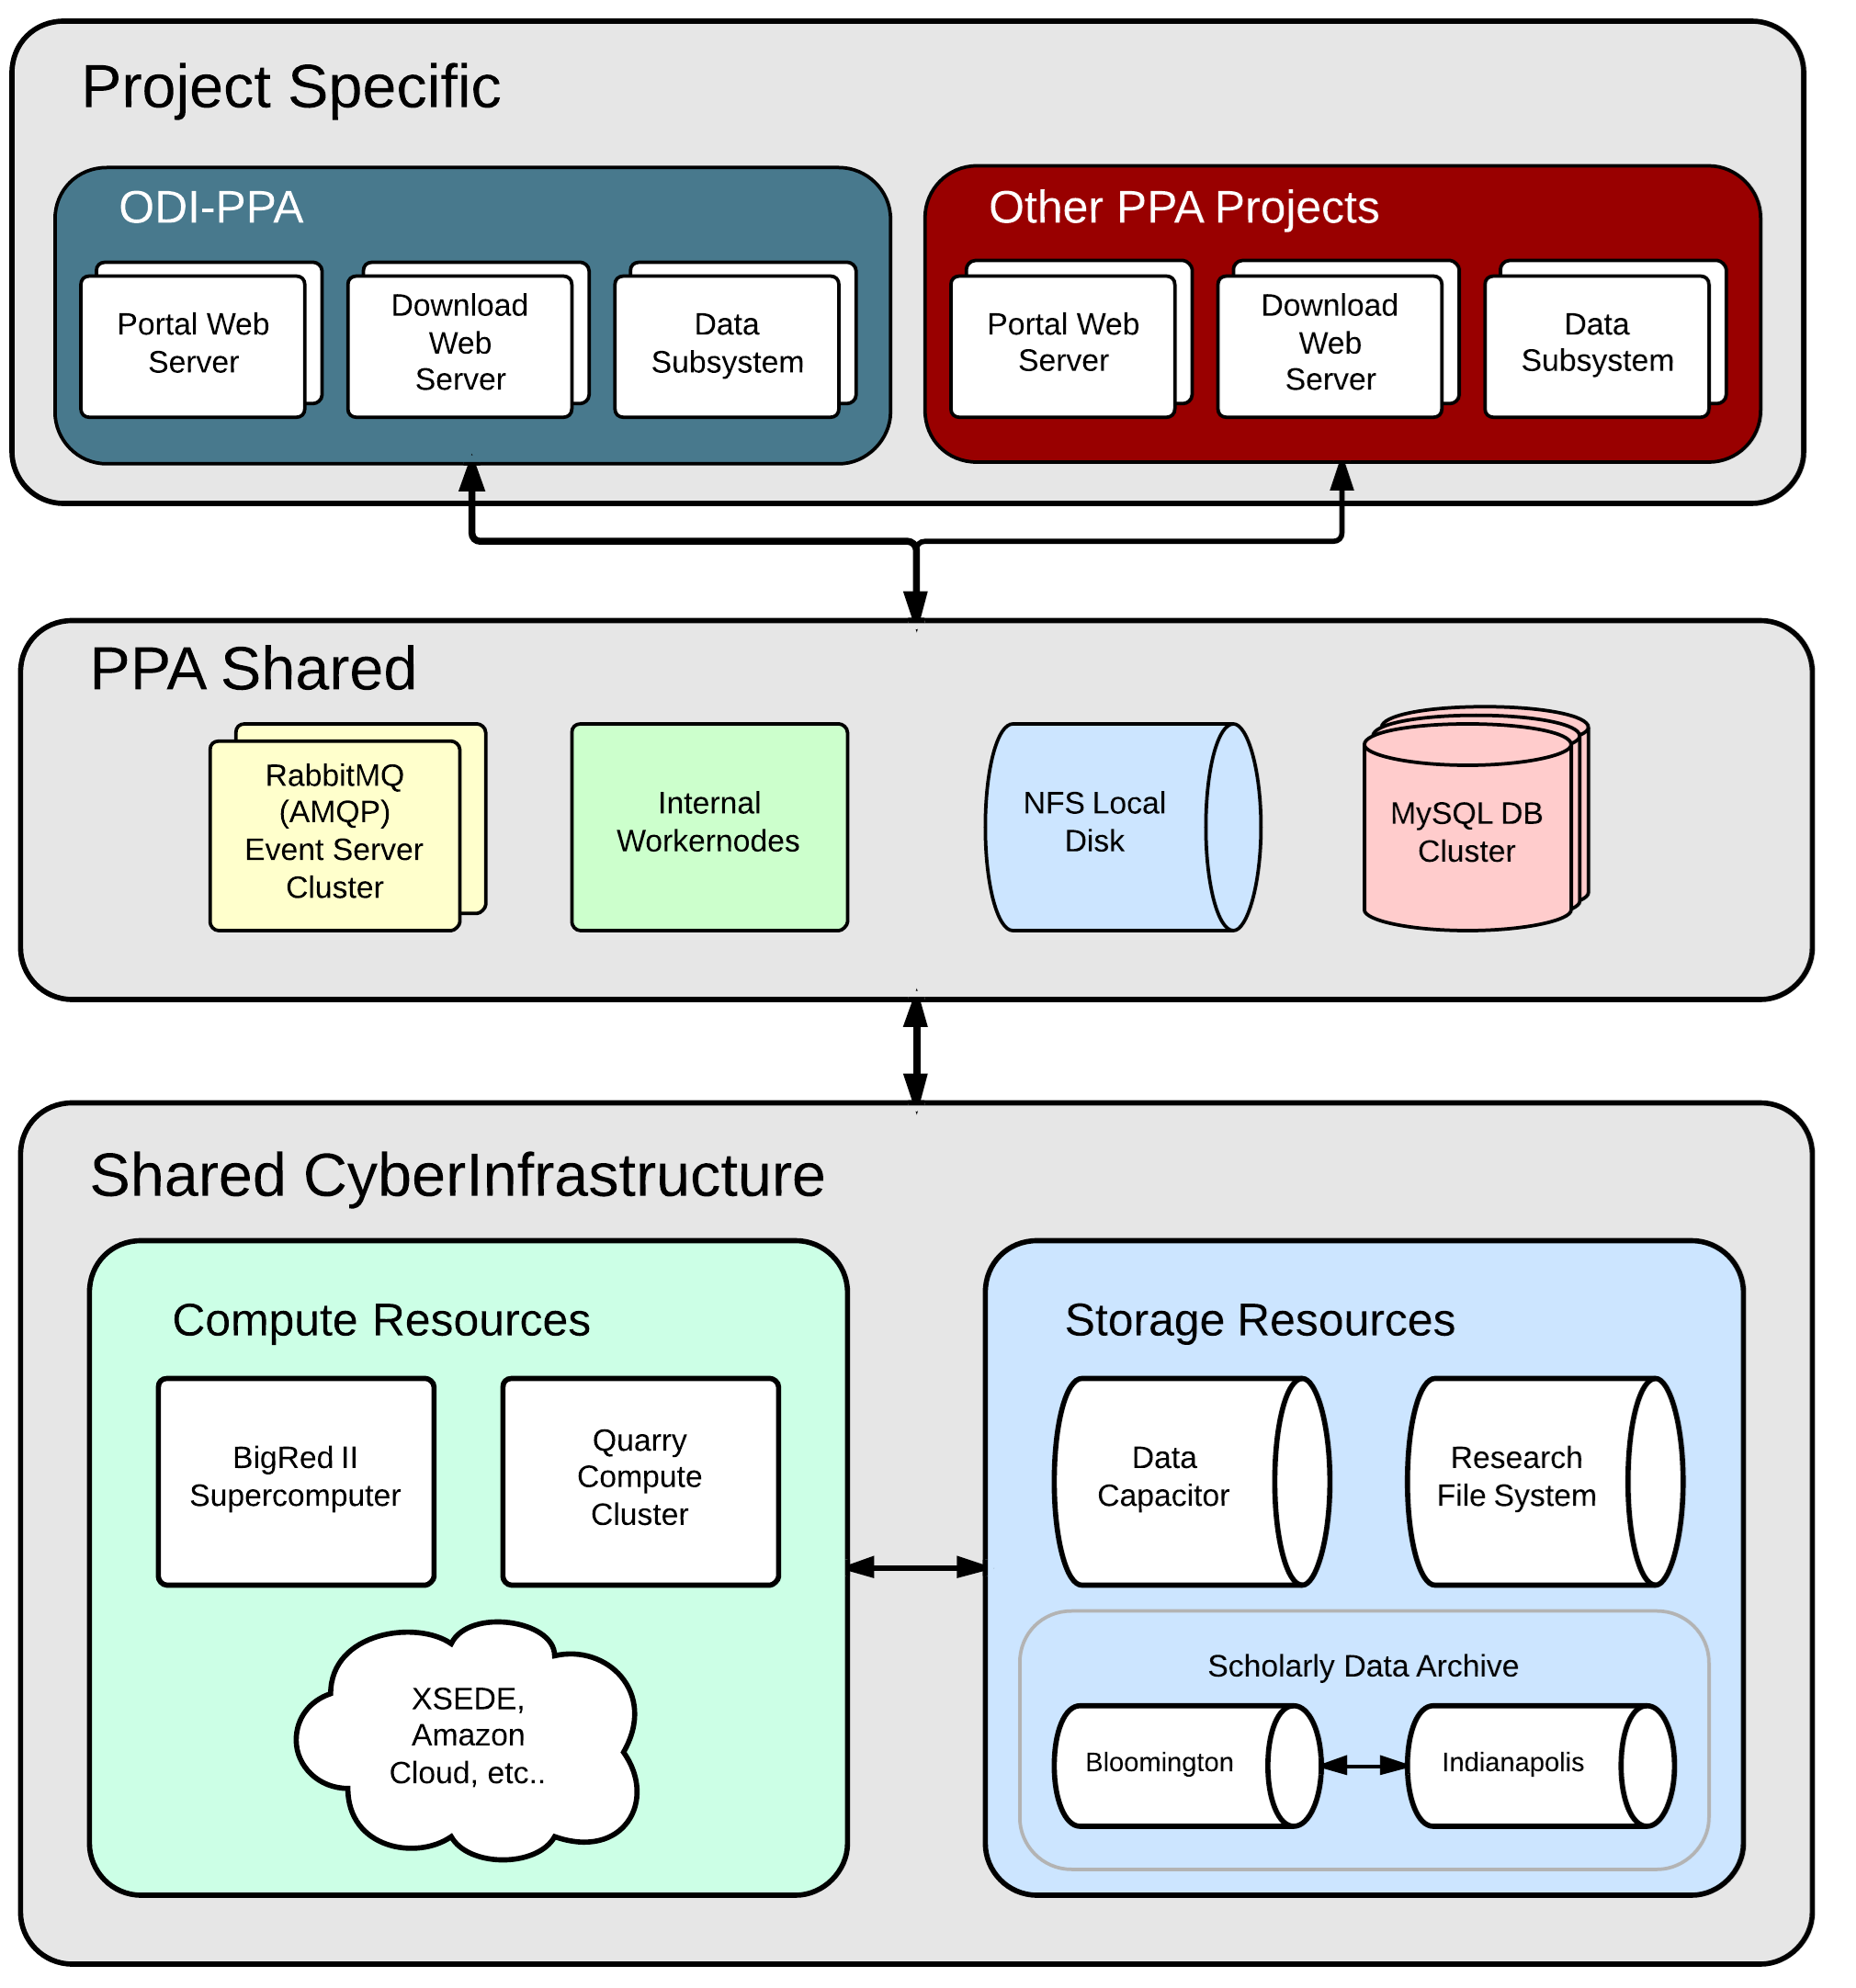 Project Specific
ODI-PPA
Portal Web
Server
Download
Web
Server
Data
Subsystem
Other PPA Projects
Portal Web
Server
Download
Web
Server
Data
Subsystem
PPA Shared
RabbitMQ
(AMQP)
Event Server
Cluster
Internal
Workernodes
NFS Local
Disk
MySQL DB
Cluster
Shared CyberInfrastructure
Compute Resources
BigRed II
Supercomputer
Quarry
Compute
Cluster
XSEDE,
Amazon
Cloud, etc..
Storage Resources
Data
Capacitor
Research
File System
Scholarly Data Archive
Bloomington
Indianapolis